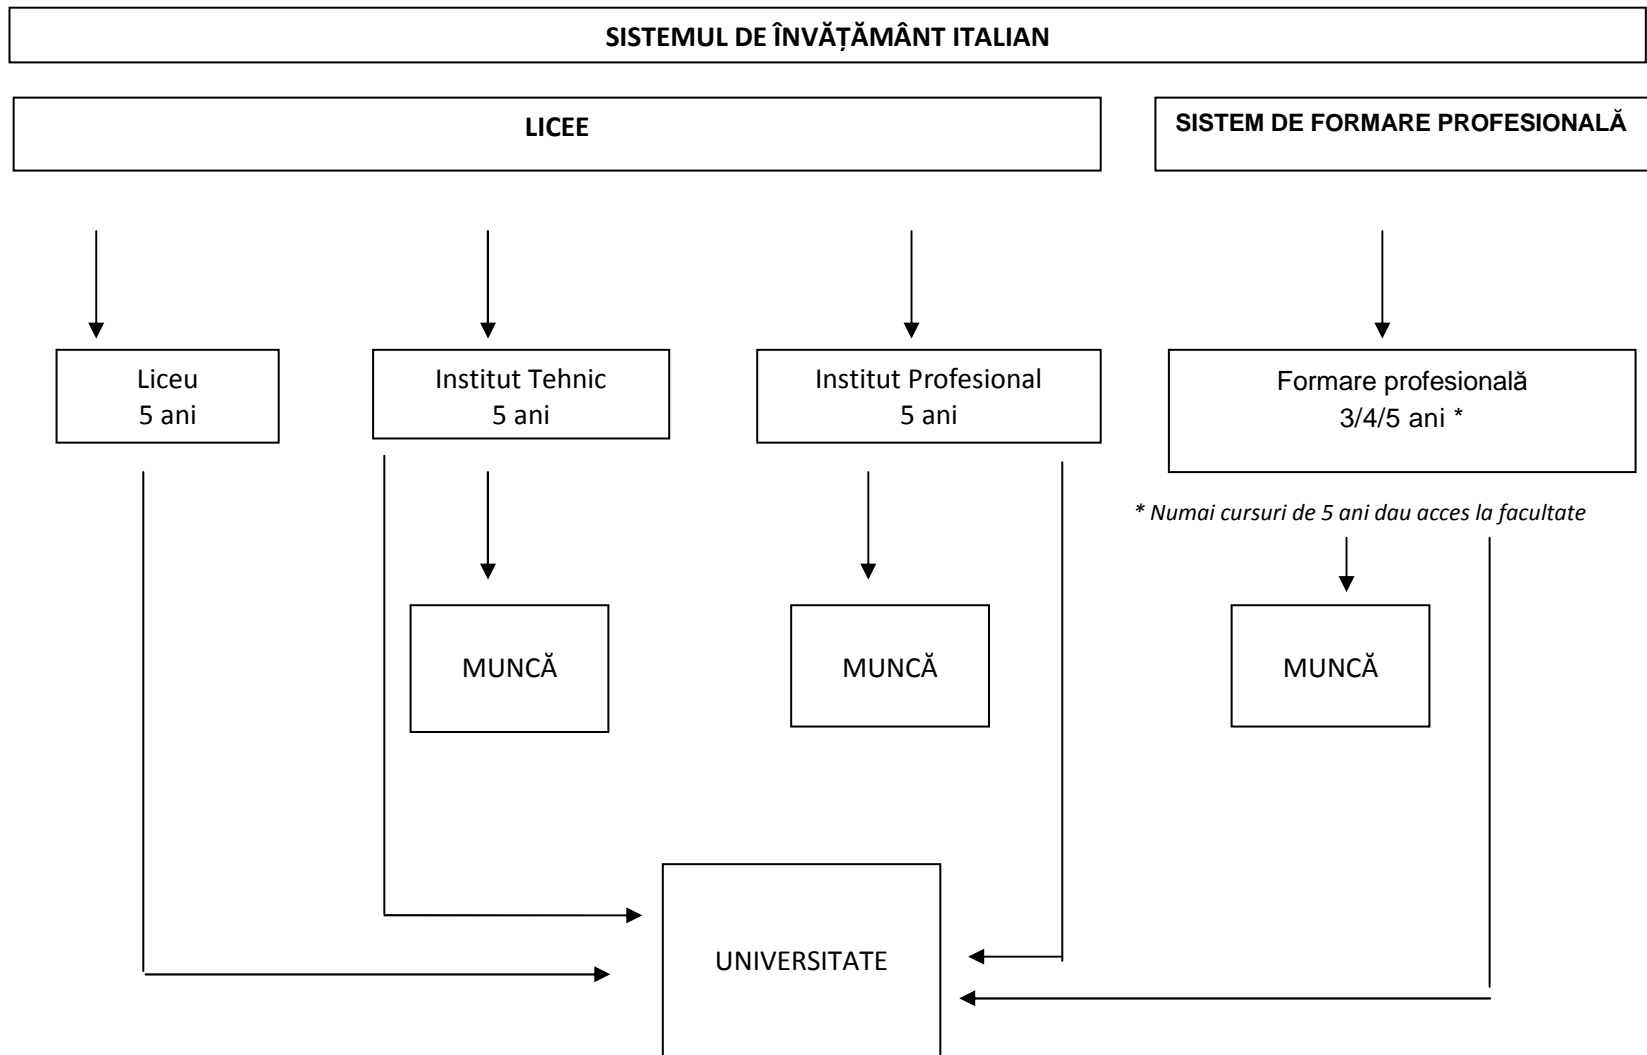 SISTEMUL DE ÎNVĂȚĂMÂNT ITALIAN
LICEE
SISTEM DE FORMARE PROFESIONALĂ
Liceu
5 ani
Institut Tehnic
5 ani
Institut Profesional
5 ani
Formare profesională
3/4/5 ani *
* Numai cursuri de 5 ani dau acces la facultate
MUNCĂ
MUNCĂ
MUNCĂ
UNIVERSITATE